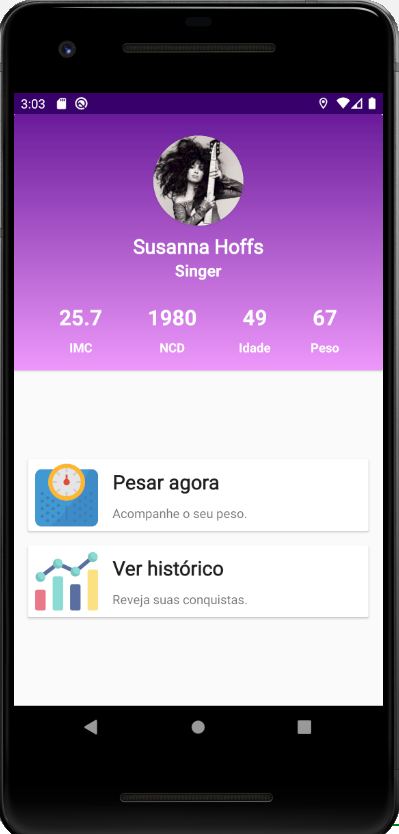 3:03
Susanna Hoffs
Singer
25.7 1980 49 67
IMC NCD Idade Peso
Pesar agora
Acompanhe o seu peso.
Ver histórico
Reveja suas conquistas.